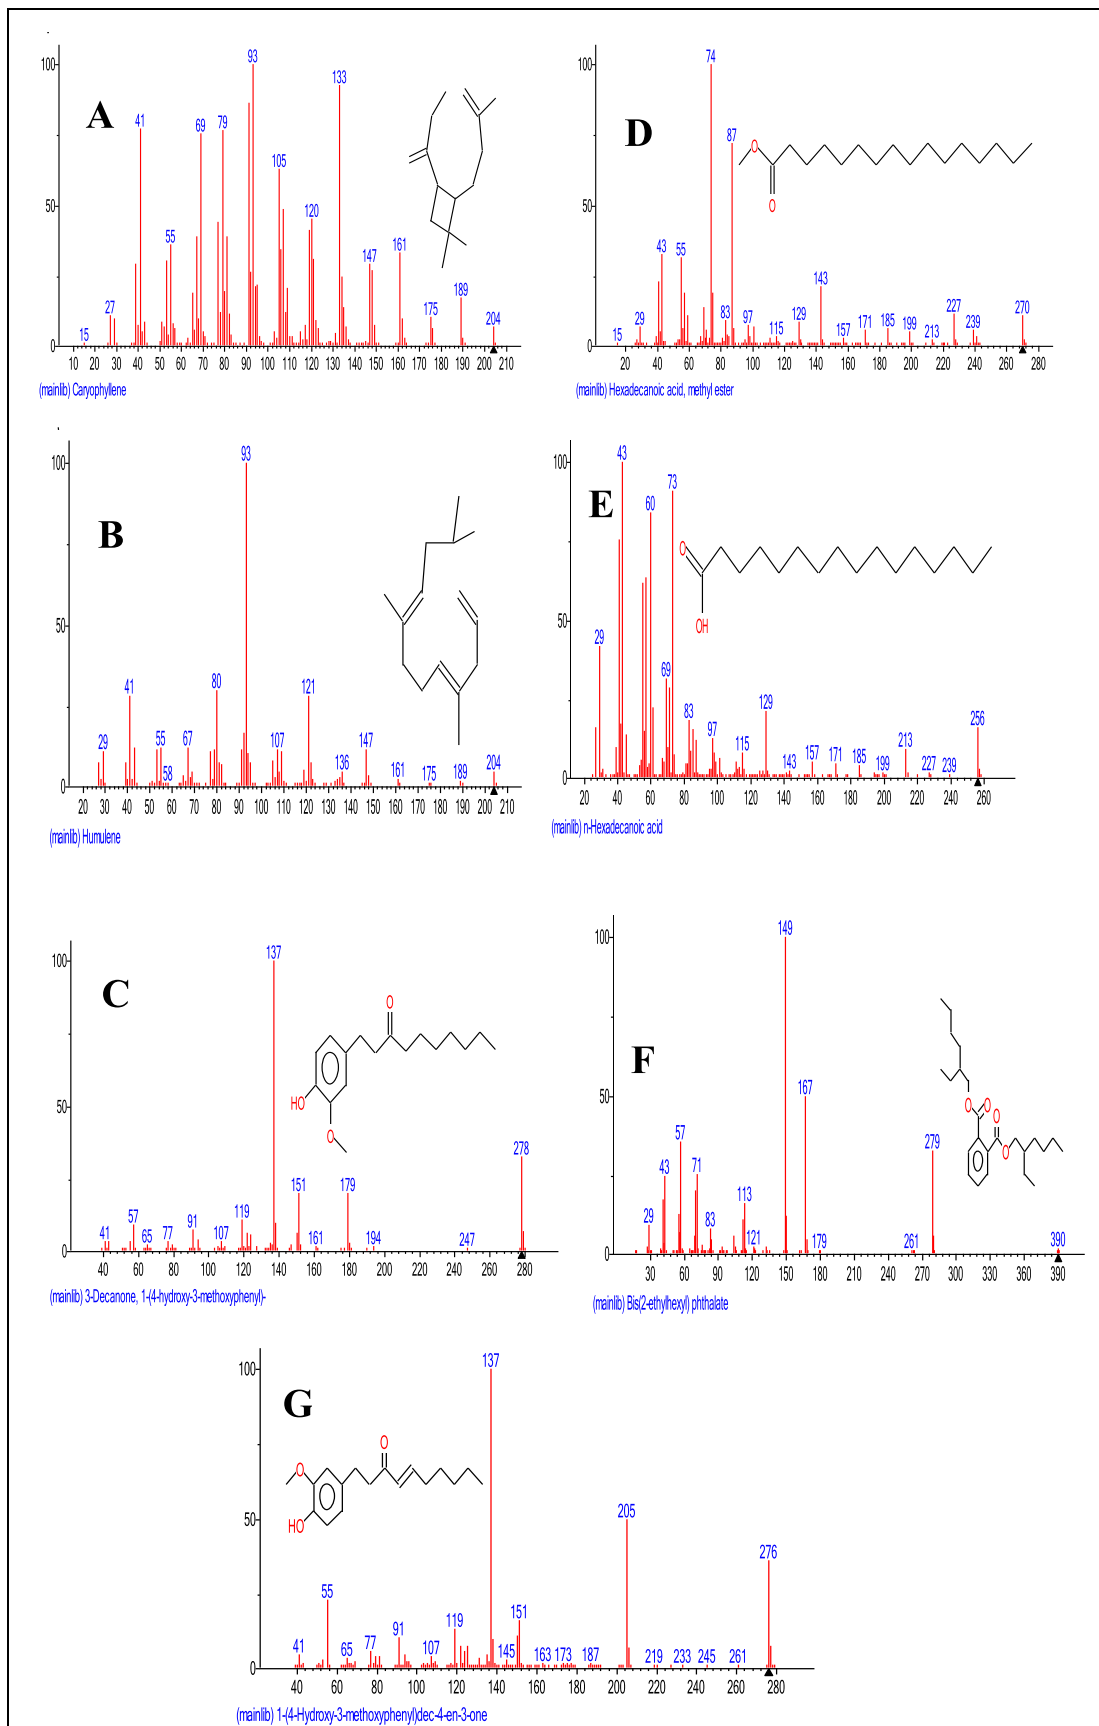 A
100
50
0
15 27 41 55 69 79 93 105 120 133 147 161 175 189 204
10 20 30 40 50 60 70 80 90 100 110 120 130 140 150 160 170 180 190 200 210
(mainlib) Caryophyllene
D
100
50
0
15 29 43 55 74 83 87 97 115 129 143 157 171 185 199 213 227 239 270
O
O
10 20 30 40 50 60 70 80 90 100 110 120 130 140 150 160 170 180 190 200 210 220 230 240 250 260 270 280
(mainlib) Hexadecanoic acid, methyl ester
B
100
50
0
29 41 55 58 67 80 93 107 121 136 147 161 175 189 204
20 30 40 50 60 70 80 90 100 110 120 130 140 150 160 170 180 190 200 210
(mainlib) Humulene
E
100
50
0
29 43 60 69 73 83 97 115 129 143 157 171 185 199 213 227 239 256
O
OH
20 40 60 80 100 120 140 160 180 200 220 240 260
(mainlib) n-Hexadecanoic acid
C
100
50
0
41 57 65 77 91 107 119 137 151 161 179 194 247 278
O
HO
O
40 60 80 100 120 140 160 180 200 220 240 260 280
(mainlib) 3-Decanone, 1-(4-hydroxy-3-methoxyphenyl)-
F
100
50
0
29 43 57 71 83 113 121 149 167 179 261 279 390
O O
O
O
30 60 90 120 150 180 210 240 270 300 330 360 390
(mainlib) Bis(2-ethylhexyl) phthalate
G
100
50
0
41 55 65 77 91 107 119 137 145 151 163 173 187 205 219 233 245 261 276
O
O
HO
40 60 80 100 120 140 160 180 200 220 240 260 280
(mainlib) 1-(4-Hydroxy-3-methoxyphenyl)dec-4-en-3-one